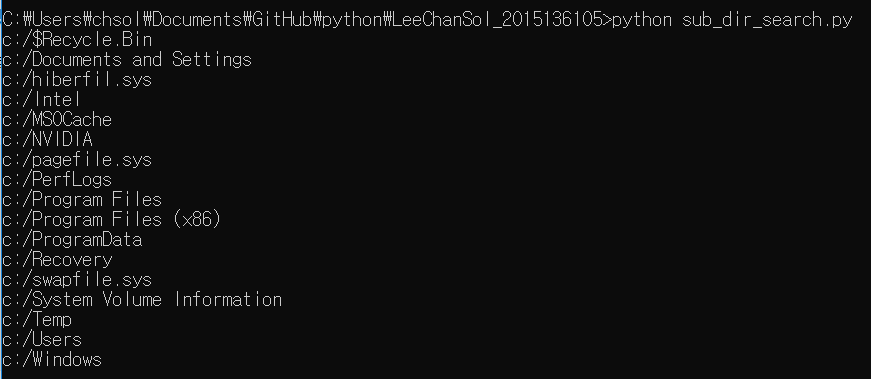 C:₩Users₩chsol₩Documents₩GitHub₩python₩LeeChanSol_2015136105>python sub_dir_search.py
c:/$Recycle.Bin
c:/Documents and Settings
c:/hiberfil.sys
c:/Intel
c:/MSOCache
c:/NVIDIA
c:/pagefile.sys
c:/PerfLogs
c:/Program Files
c:/Program Files (x86)
c:/ProgramData
c:/Recovery
c:/swapfile.sys
c:/System Volume Information
c:/Temp
c:/Users
c:/Windows